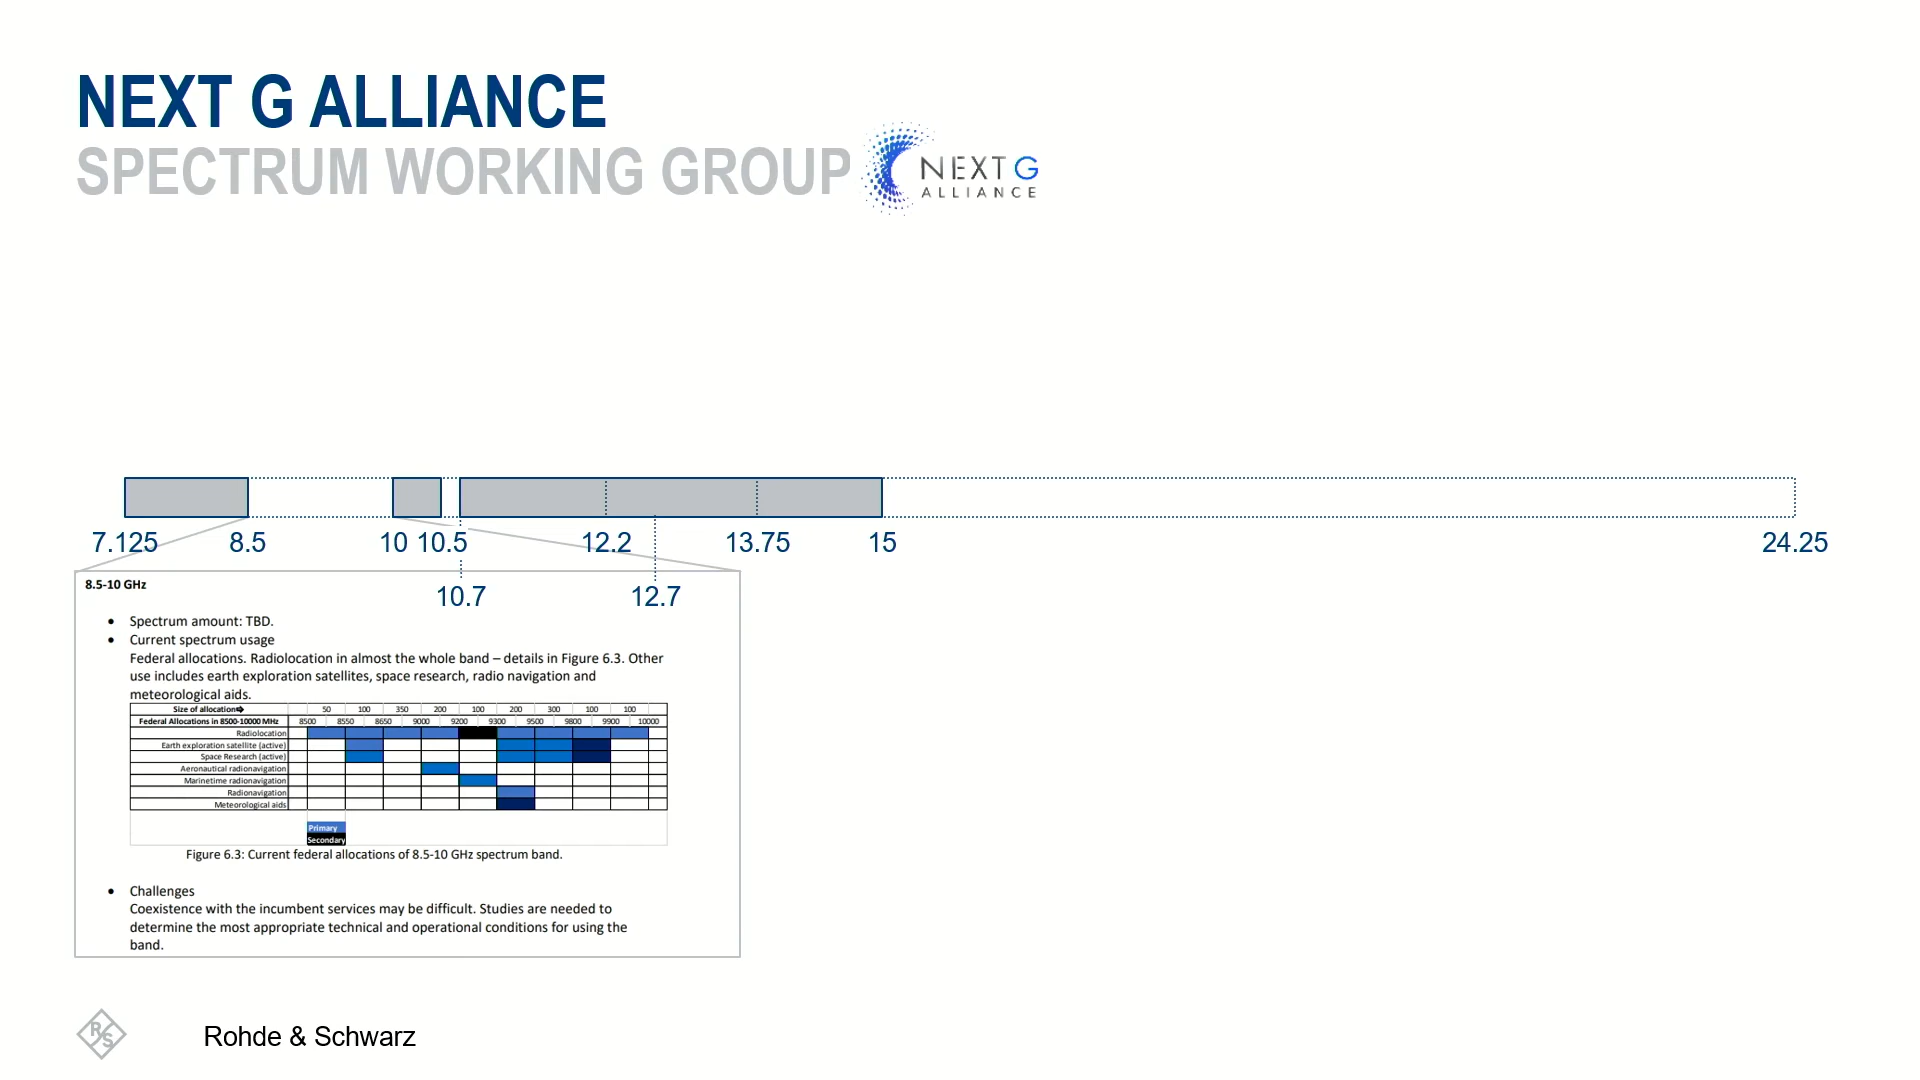 NEXT G ALLIANCE
SPECTRUM WORKING GROUP
NEXT G
ALLIANCE
7.125 8.5 10 10.5 12.2 13.75 15 24.25
10.7 12.7
8.5-10 GHz
• Spectrum amount: TBD.
• Current spectrum usage
Federal allocations. Radiolocation in almost the whole band – details in Figure 6.3. Other
use includes earth exploration satellites, space research, radio navigation and
meteorological aids.
Size of allocation⇨ 50 100 350 200 100 200 300 100 100
Federal Allocations in 8500-10000 MHz 8500 8550 8650 9000 9200 9300 9500 9800 9900 10000
Radiolocation
Earth exploration satellite (active)
Space Research (active)
Aeronautical radionavigation
Marinetime radionavigation
Radionavigation
Meteorological aids
Primary
Secondary
Figure 6.3: Current federal allocations of 8.5-10 GHz spectrum band.
• Challenges
Coexistence with the incumbent services may be difficult. Studies are needed to
determine the most appropriate technical and operational conditions for using the
band.
R S
Rohde & Schwarz